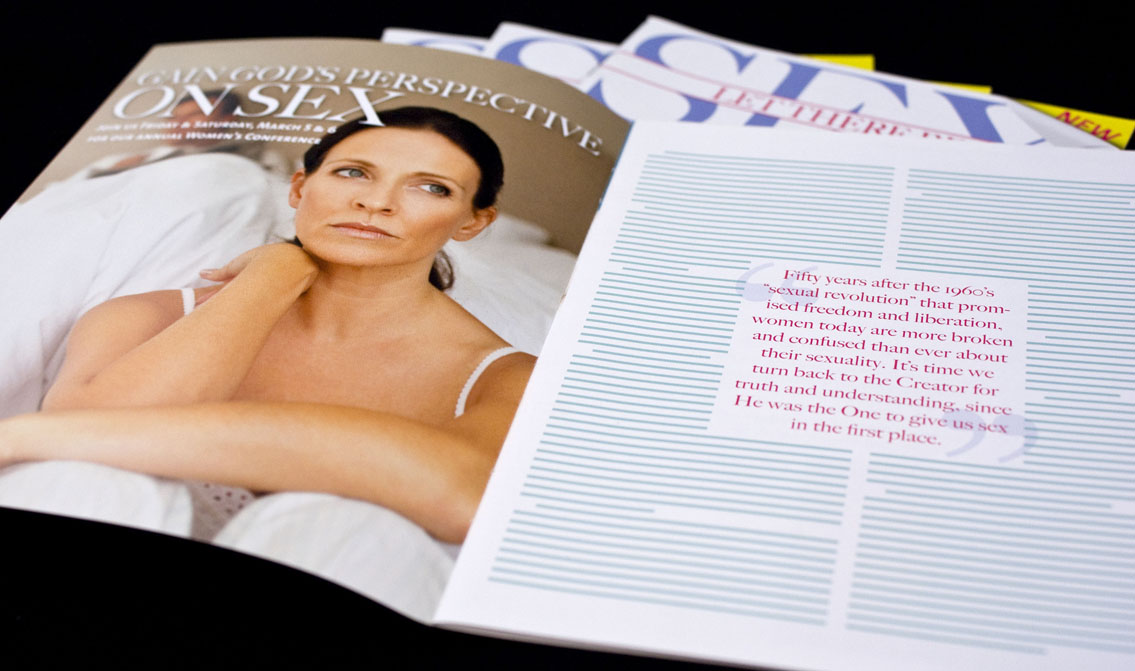 GAIN GOD'S PERSPECTIVE
ON SEX
JOIN US FRIDAY & SATURDAY, MARCH 5 & 6
FOR OUR ANNUAL WOMEN'S CONFERENCE
LET THERE BE
NEW
“
Fifty years after the 1960's
"sexual revolution" that prom-
ised freedom and liberation,
women today are more broken
and confused than ever about
their sexuality. It's time we
turn back to the Creator for
truth and understanding, since
He was the One to give us sex
in the first place.
”